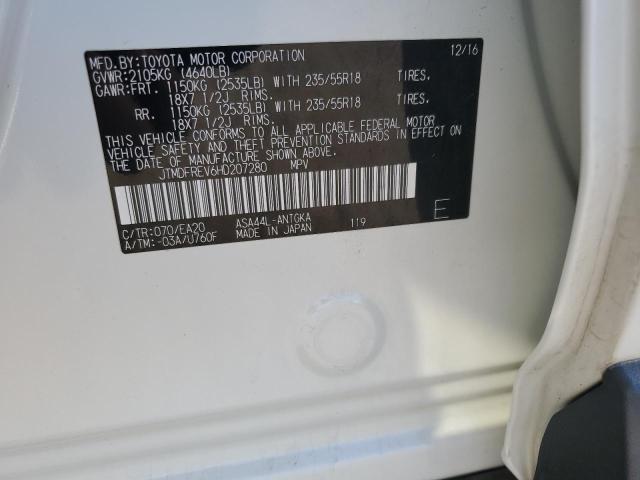 MFD.BY:TOYOTA MOTOR CORPORATION 12/16
GVWR:2105KG (4640LB)
GAWR:FRT. 1150KG (2535LB) WITH 235/55R18 TIRES.
18X7 1/2J RIMS.
RR. 1150KG (2535LB) WITH 235/55R18 TIRES.
18X7 1/2J RIMS.
THIS VEHICLE CONFORMS TO ALL APPLICABLE FEDERAL MOTOR
VEHICLE SAFETY AND THEFT PREVENTION STANDARDS IN EFFECT ON
THE DATE OF MANUFACTURE SHOWN ABOVE.
JTMDFREV6HD207280 MPV
C/TR:070/EA20 ASA44L-ANTGKA 119 E
A/TM:-03A/U760F MADE IN JAPAN